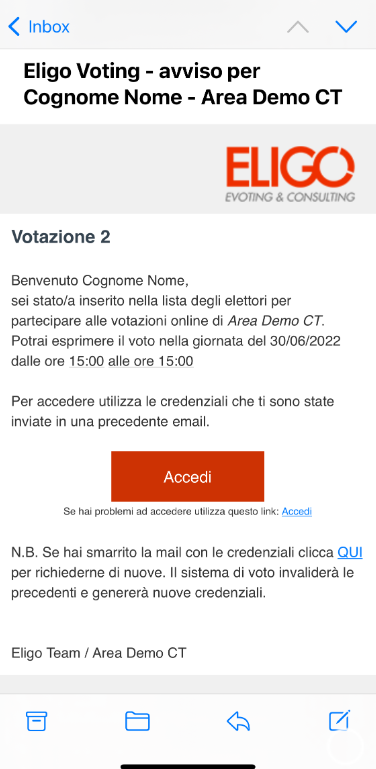 Inbox
Eligo Voting - avviso per
Cognome Nome - Area Demo CT
ELIGO
EVOTING & CONSULTING
Votazione 2
Benvenuto Cognome Nome,
sei stato/a inserito nella lista degli elettori per
partecipare alle votazioni online di Area Demo CT.
Potrai esprimere il voto nella giornata del 30/06/2022
dalle ore 15:00 alle ore 15:00
Per accedere utilizza le credenziali che ti sono state
inviate in una precedente email.
Accedi
Se hai problemi ad accedere utilizza questo link: Accedi
N.B. Se hai smarrito la mail con le credenziali clicca QUI
per richiederne di nuove. Il sistema di voto invaliderà le
precedenti e genererà nuove credenziali.
Eligo Team / Area Demo CT